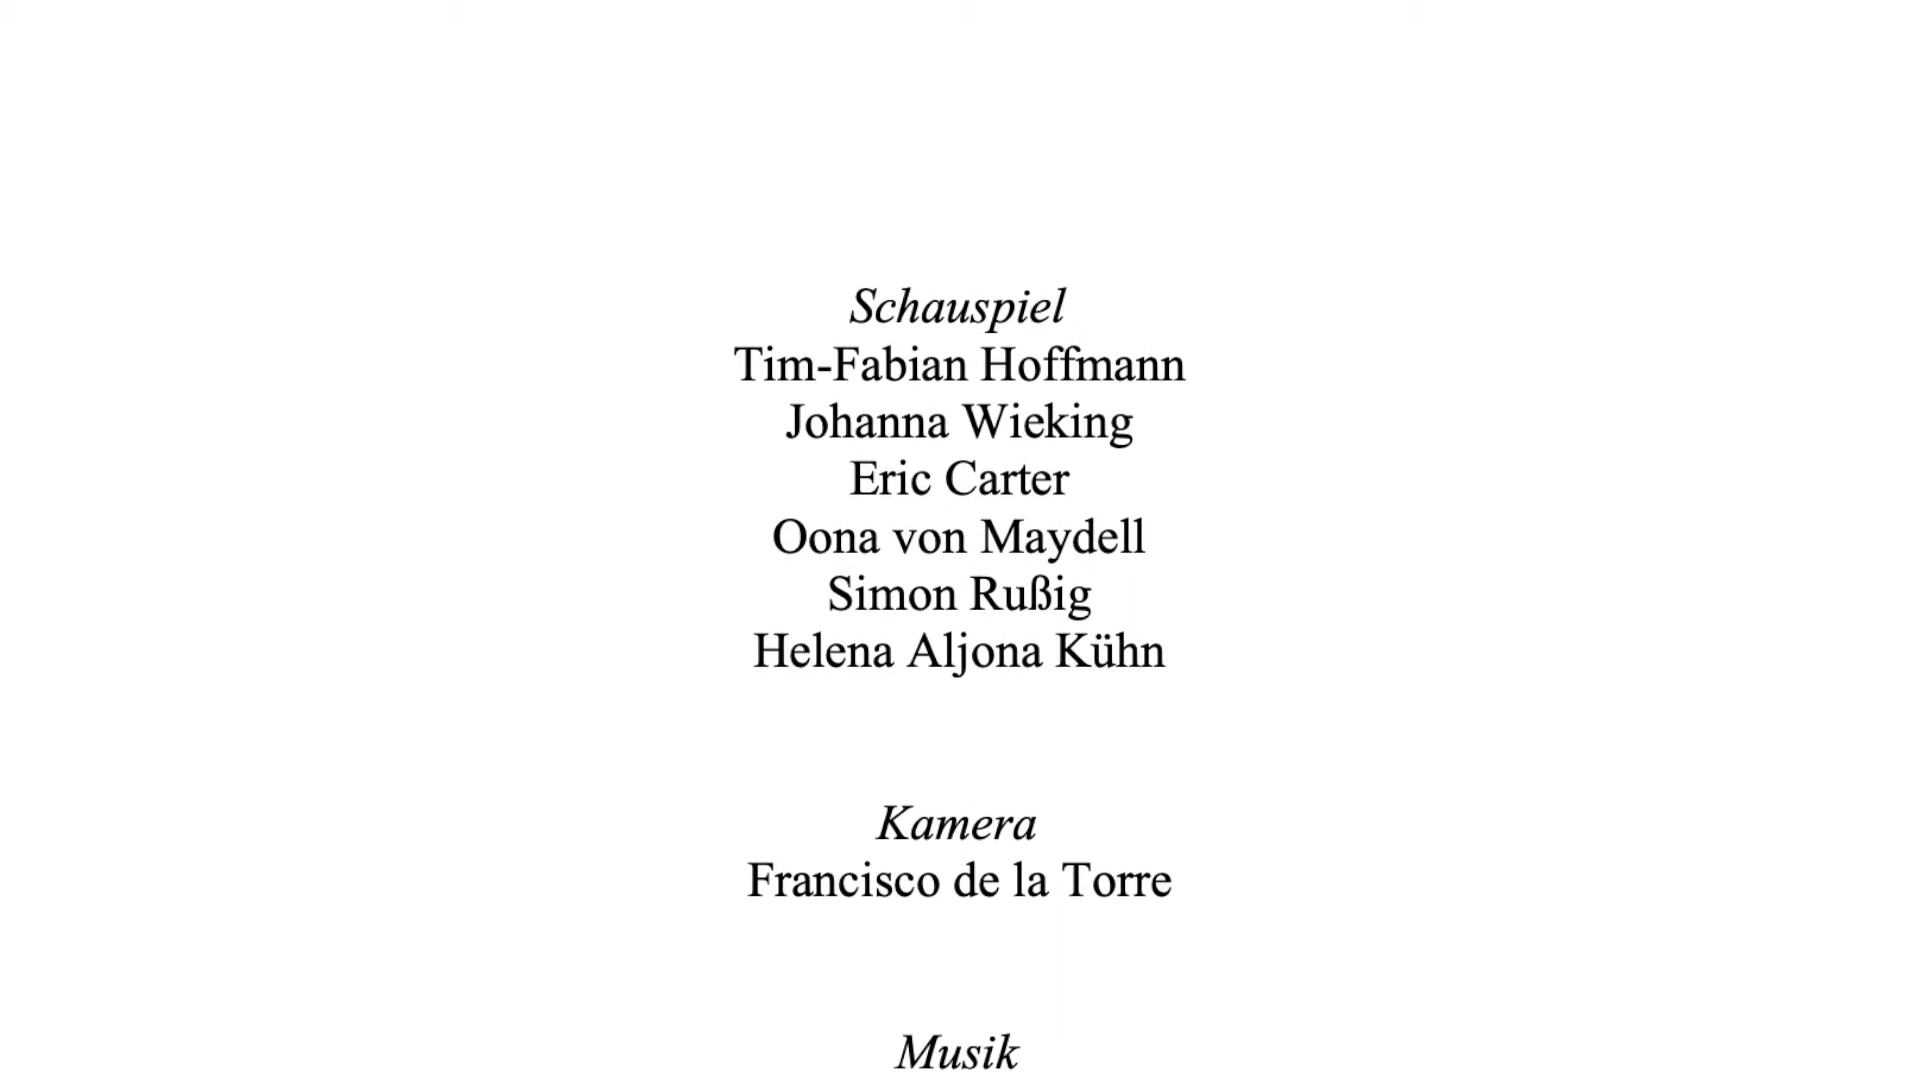 Schauspiel
Tim-Fabian Hoffmann
Johanna Wieking
Eric Carter
Oona von Maydell
Simon Rußig
Helena Aljona Kühn
Kamera
Francisco de la Torre
Musik